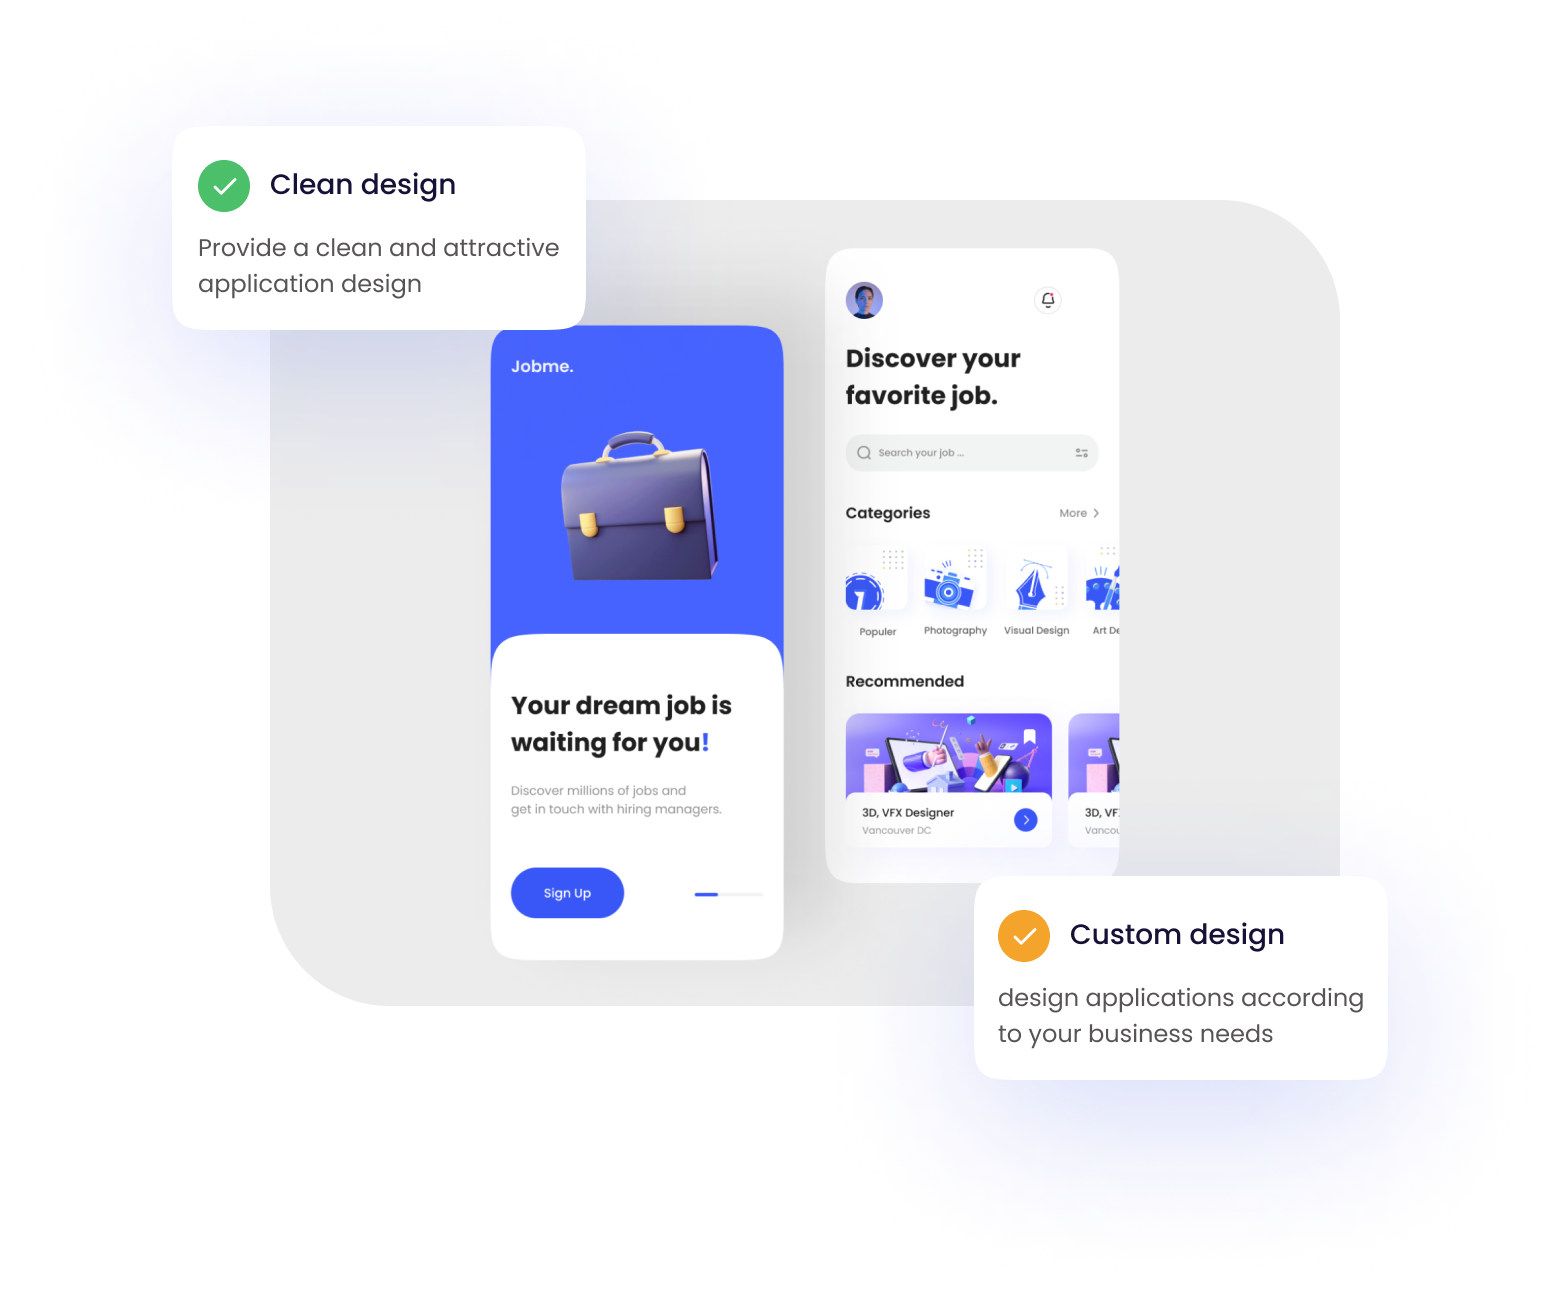 Clean design
Provide a clean and attractive
application design
Jobme.
Your dream job is
waiting for you!
Discover millions of jobs and
get in touch with hiring managers.
Sign Up
Discover your
favorite job.
Search your job ...
Categories
More
Populer
Photography
Visual Design
Art De
Recommended
3D, VFX Designer
Vancouver DC
3D, VF
Vancou
Custom design
design applications according
to your business needs